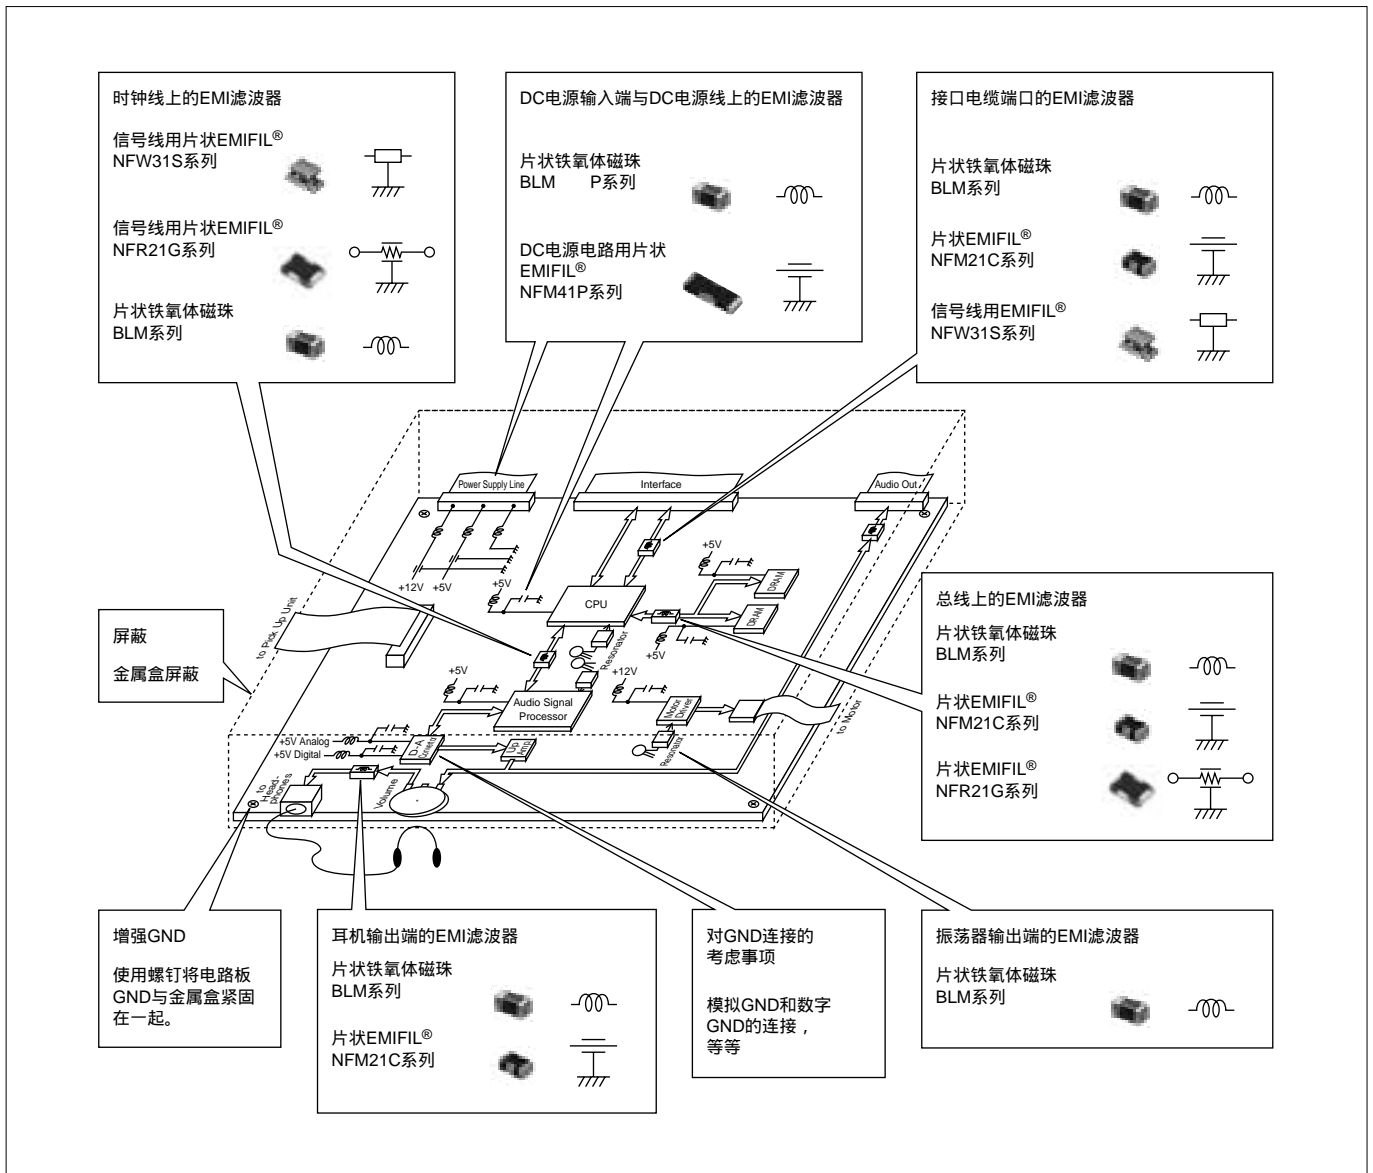 时钟线上的EMI滤波器
信号线用片状EMIFIL®
NFW31S系列
信号线用片状EMIFIL®
NFR21G系列
片状铁氧体磁珠
BLM系列
DC电源输入端与DC电源线上的EMI滤波器
片状铁氧体磁珠
BLM P系列
DC电源电路用片状
EMIFIL®
NFM41P系列
接口电缆端口的EMI滤波器
片状铁氧体磁珠
BLM系列
片状EMIFIL®
NFM21C系列
信号线用EMIFIL®
NFW31S系列
Power Supply Line
Interface
Audio Out
+12V
+5V
+5V
+5V
CPU
DRAM
DRAM
+5V
Resonator
to Pick Up Unit
+5V
+12V
Audio Signal
Processor
Motor
Driver
to Motor
Resonator
+5V Analog
+5V Digital
D-A
Converter
Up
Amp
to
Head-
phones
Volume
屏蔽
金属盒屏蔽
总线上的EMI滤波器
片状铁氧体磁珠
BLM系列
片状EMIFIL®
NFM21C系列
片状EMIFIL®
NFR21G系列
增强GND
使用螺钉将电路板
GND与金属盒紧固
在一起。
耳机输出端的EMI滤波器
片状铁氧体磁珠
BLM系列
片状EMIFIL®
NFM21C系列
对GND连接的
考虑事项
模拟GND和数字
GND的连接，
等等
振荡器输出端的EMI滤波器
片状铁氧体磁珠
BLM系列